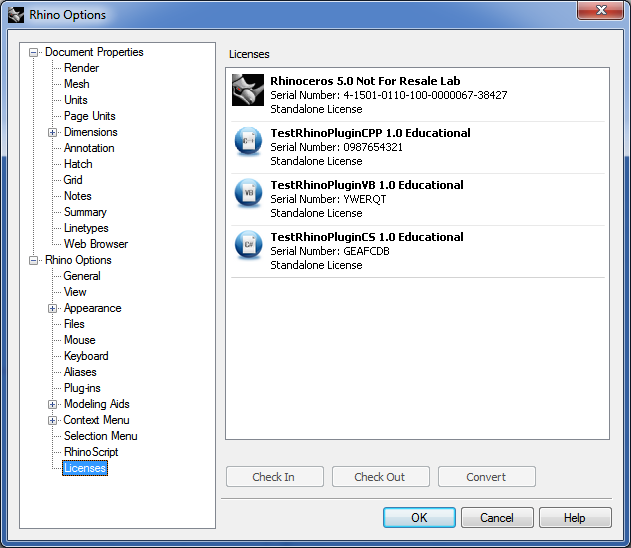 Rhino Options
Document Properties
Render
Mesh
Units
Page Units
Dimensions
Annotation
Hatch
Grid
Notes
Summary
Linetypes
Web Browser
Rhino Options
General
View
Appearance
Files
Mouse
Keyboard
Aliases
Plug-ins
Modeling Aids
Context Menu
Selection Menu
RhinoScript
Licenses
Licenses
Rhinoceros 5.0 Not For Resale Lab
Serial Number: 4-1501-0110-100-0000067-38427
Standalone License
TestRhinoPluginCPP 1.0 Educational
Serial Number: 0987654321
Standalone License
VB
TestRhinoPluginVB 1.0 Educational
Serial Number: YWERQT
Standalone License
C#
TestRhinoPluginCS 1.0 Educational
Serial Number: GEAFCDB
Standalone License
Check In
Check Out
Convert
OK
Cancel
Help